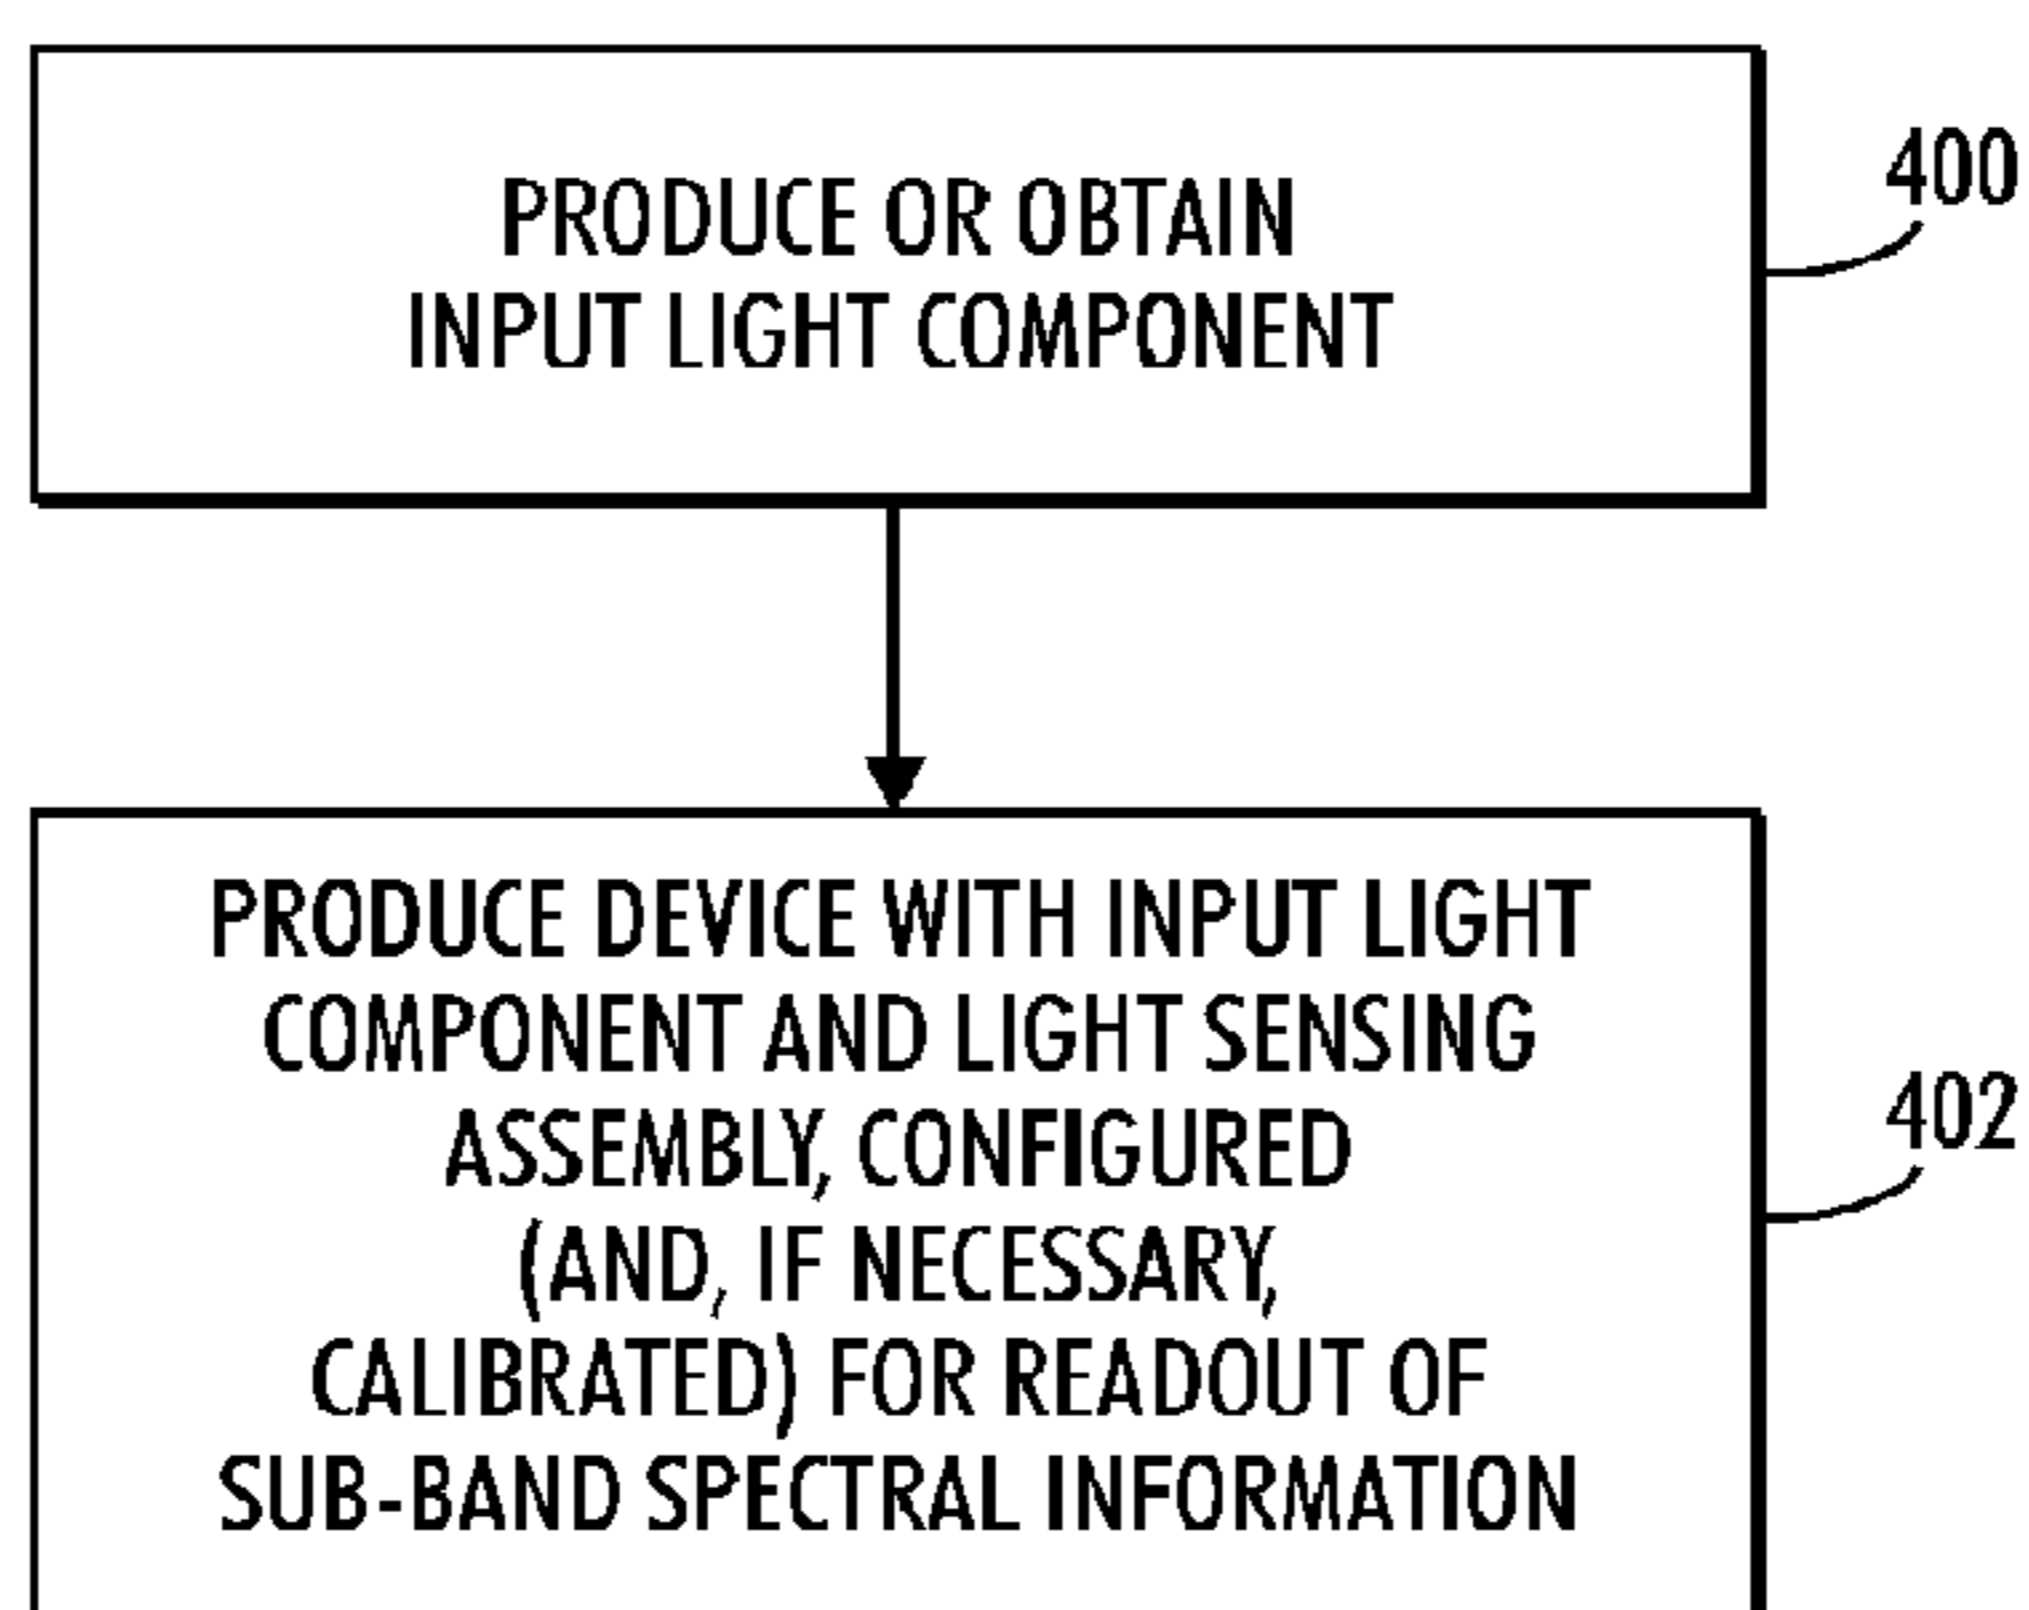 PRODUCE OR OBTAIN
INPUT LIGHT COMPONENT
400
PRODUCE DEVICE WITH INPUT LIGHT
COMPONENT AND LIGHT SENSING
ASSEMBLY, CONFIGURED
(AND, IF NECESSARY,
CALIBRATED) FOR READOUT OF
SUB-BAND SPECTRAL INFORMATION
402